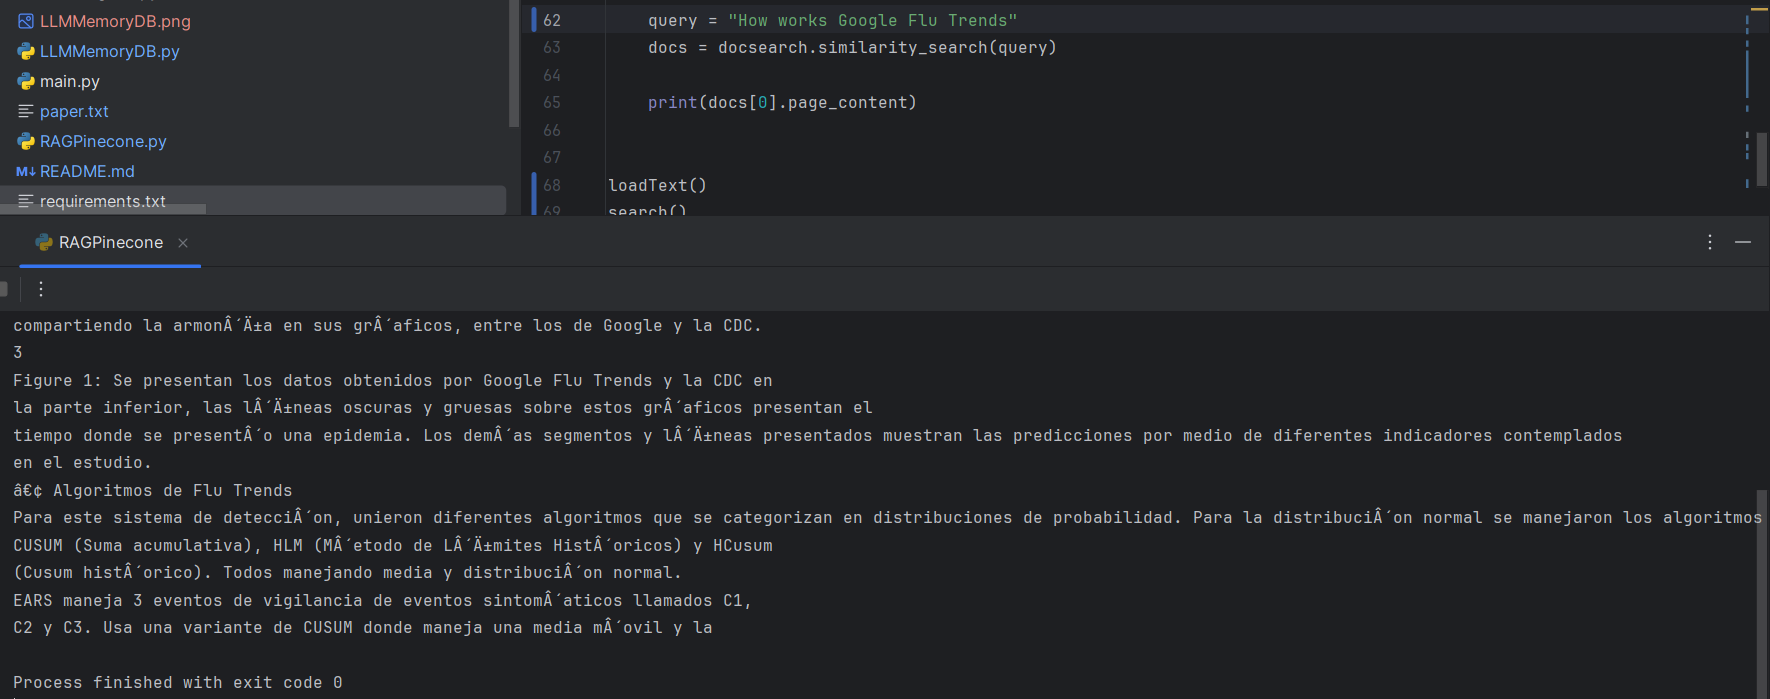 LLMMemoryDB.png
LLMMemoryDB.py
main.py
paper.txt
RAGPinecone.py
M↓ README.md
requirements.txt
62 query = "How works Google Flu Trends"
63 docs = docsearch.similarity_search(query)
64
65 print(docs[0].page_content)
66
67
68 loadText()
69 search()
RAGPinecone
compartiendo la armonÂ´Ä±a en sus grÂ´aficos, entre los de Google y la CDC.
3
Figure 1: Se presentan los datos obtenidos por Google Flu Trends y la CDC en
la parte inferior, las lÂ´Ä±neas oscuras y gruesas sobre estos grÂ´aficos presentan el
tiempo donde se presentÂ´o una epidemia. Los demÂ´as segmentos y lÂ´Ä±neas presentados muestran las predicciones por medio de diferentes indicadores contemplados
en el estudio.
â€¢ Algoritmos de Flu Trends
Para este sistema de detecciÂ´on, unieron diferentes algoritmos que se categorizan en distribuciones de probabilidad. Para la distribuciÂ´on normal se manejaron los algoritmos
CUSUM (Suma acumulativa), HLM (MÂ´etodo de LÂ´Ä±mites HistÂ´oricos) y HCusum
(Cusum histÂ´orico). Todos manejando media y distribuciÂ´on normal.
EARS maneja 3 eventos de vigilancia de eventos sintomÂ´aticos llamados C1,
C2 y C3. Usa una variante de CUSUM donde maneja una media mÂ´ovil y la
Process finished with exit code 0